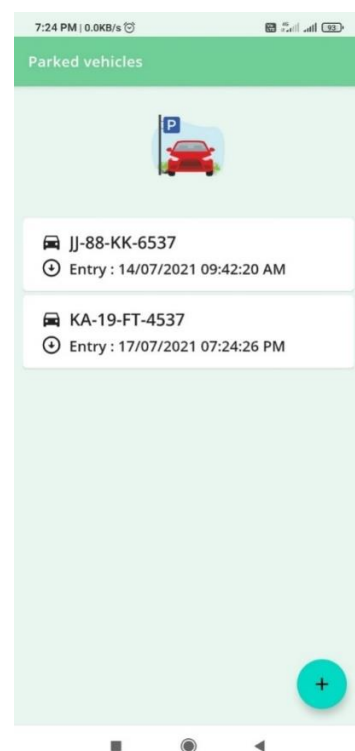 7:24 PM | 0.0KB/s
93
Parked vehicles
P
JJ-88-KK-6537
Entry : 14/07/2021 09:42:20 AM
KA-19-FT-4537
Entry : 17/07/2021 07:24:26 PM
+